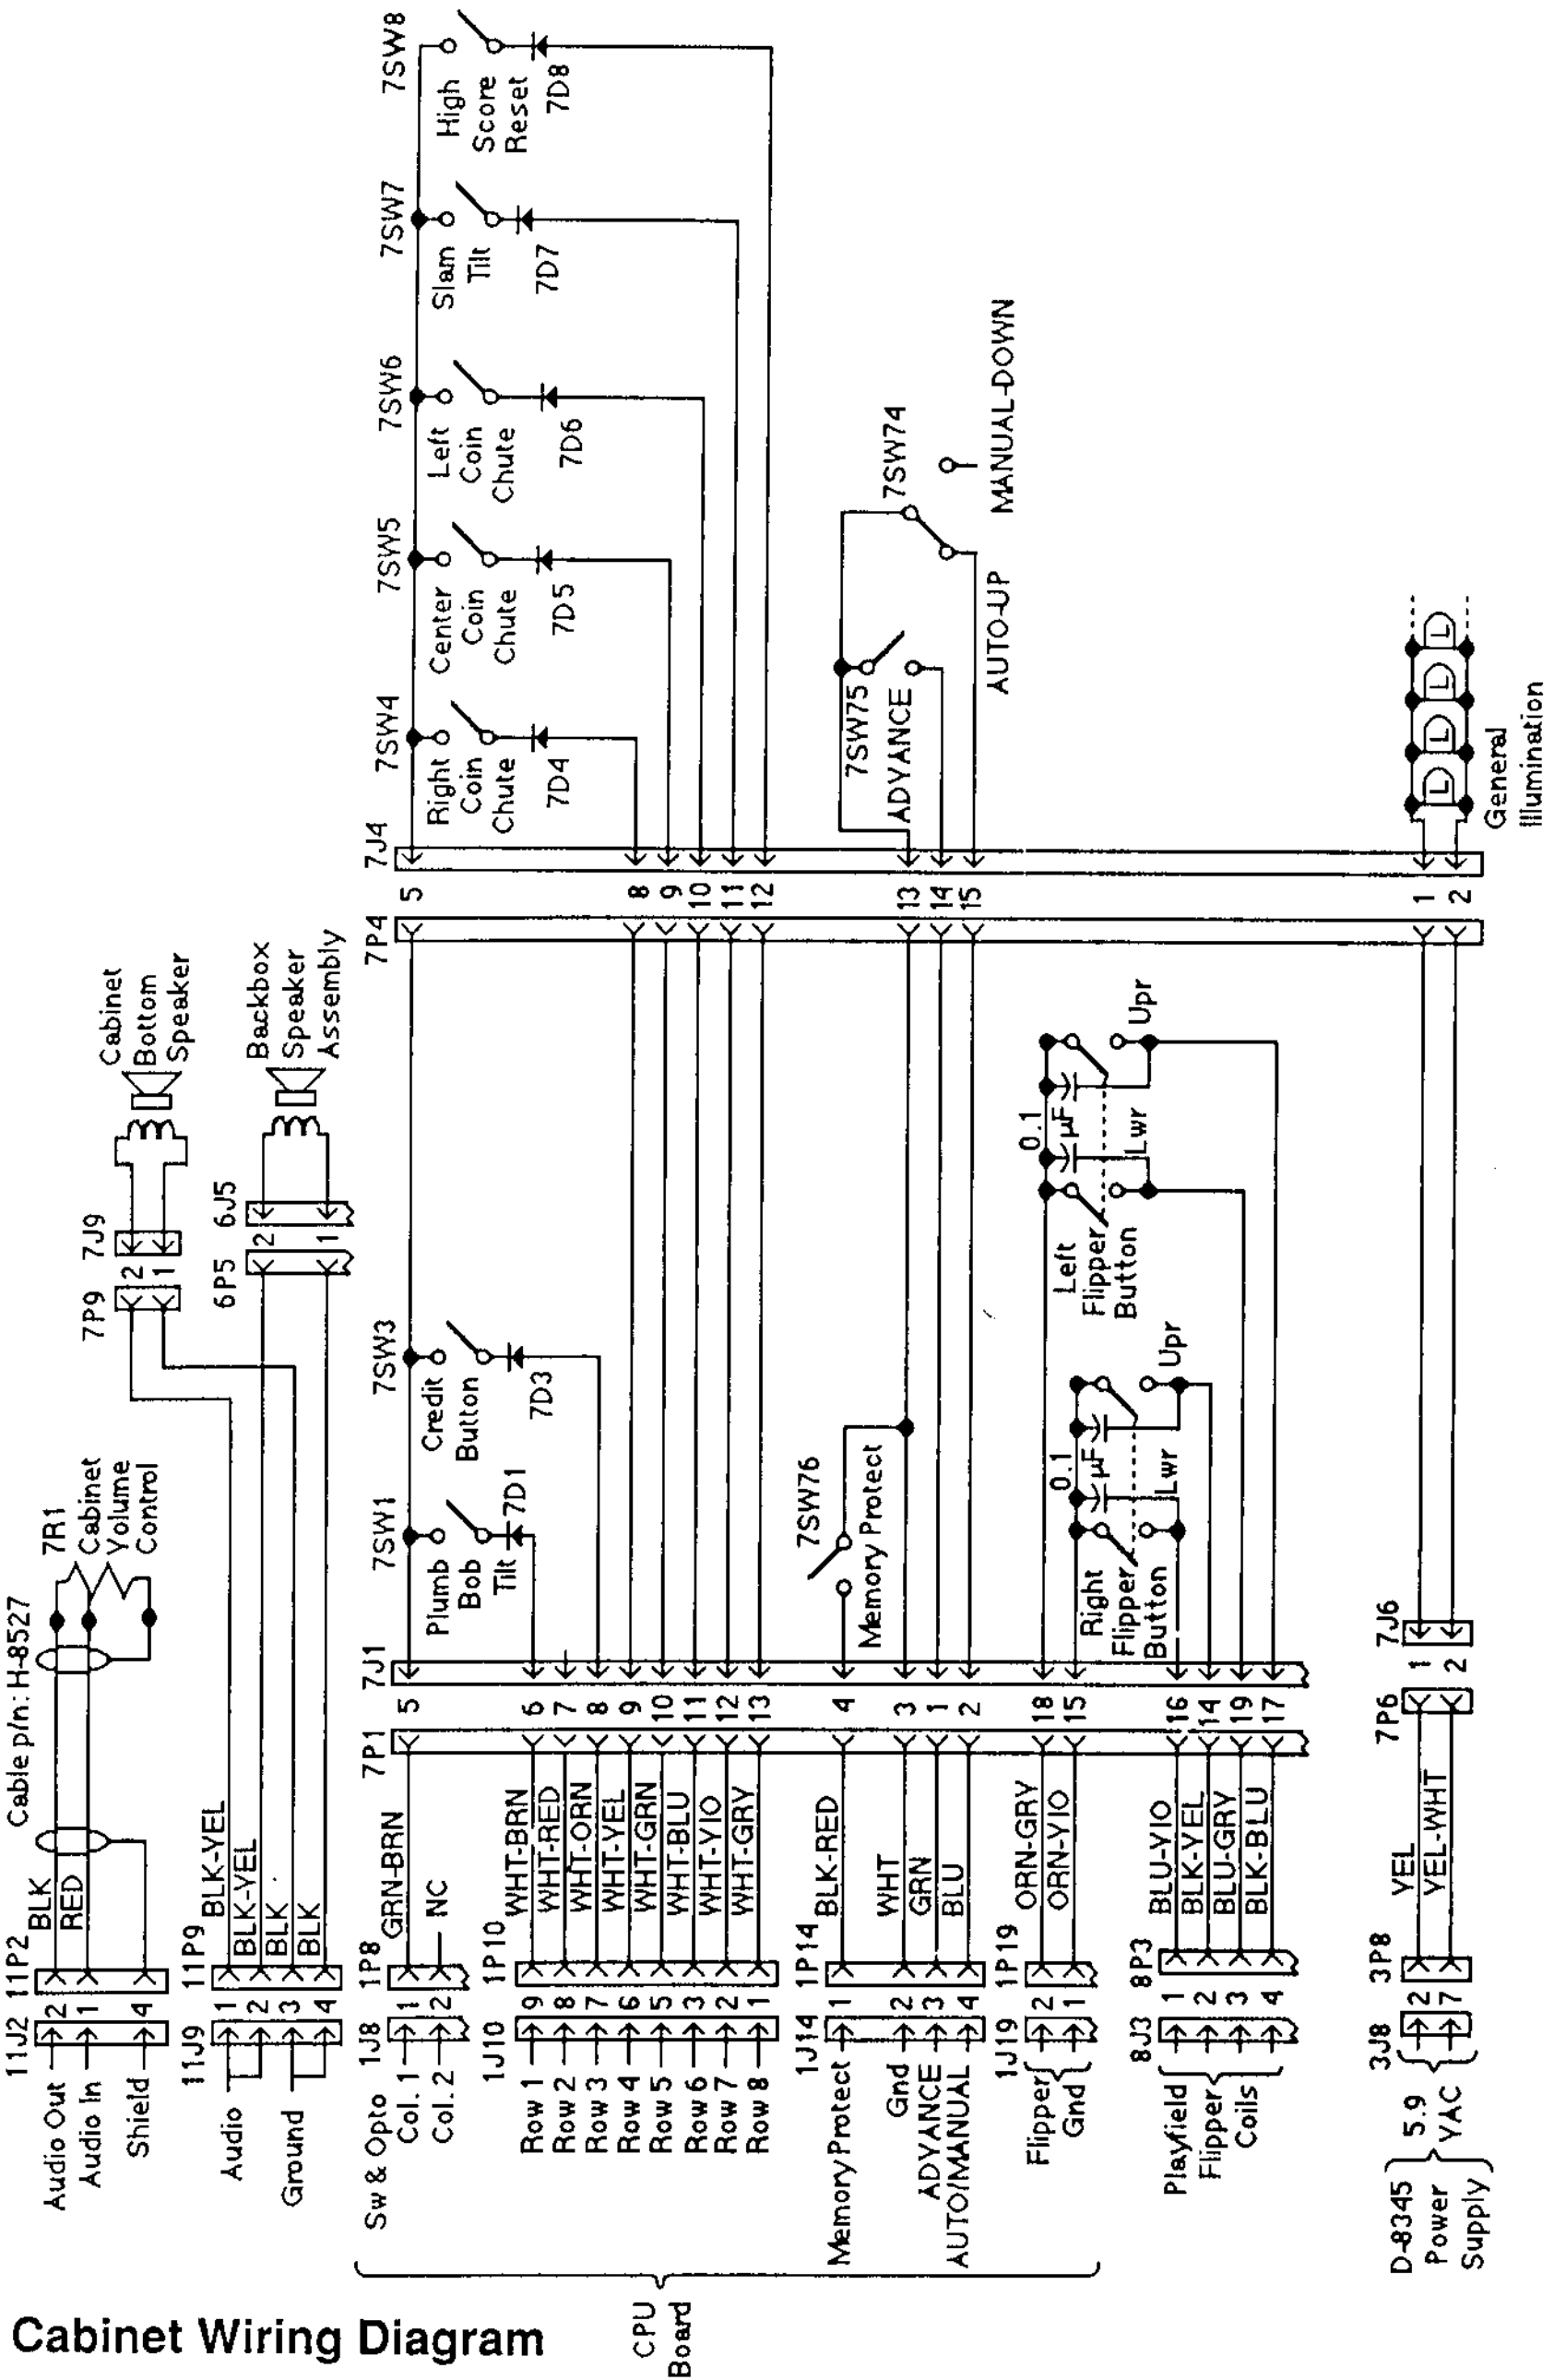 Cabinet Wiring Diagram
Cable p/n: H-8527
11J2
11P2
Audio Out
2
BLK
Audio In
1
RED
Shield
4
7R1
Cabinet
Volume
Control
11J9
11P9
Audio
1
BLK-YEL
2
BLK-YEL
Ground
3
BLK
4
BLK
7P9
7J9
2
1
Cabinet
Bottom
Speaker
6P5
6J5
2
1
Backbox
Speaker
Assembly
CPU
Board
Sw & Opto
1J8
1P8
Col. 1
1
GRN-BRN
Col. 2
2
NC
1J10
1P10
Row 1
9
WHT-BRN
Row 2
8
WHT-RED
Row 3
7
WHT-ORN
Row 4
6
WHT-YEL
Row 5
5
WHT-GRN
Row 6
3
WHT-BLU
Row 7
2
WHT-VIO
Row 8
1
WHT-GRY
1J14
1P14
Memory Protect
1
BLK-RED
Gnd
2
WHT
ADVANCE
3
GRN
AUTO/MANUAL
4
BLU
1J19
1P19
Flipper
Gnd
2
ORN-GRY
1
ORN-VIO
8J3
8P3
Playfield
Flipper
Coils
1
BLU-VIO
2
BLK-YEL
3
BLU-GRY
4
BLK-BLU
D-8345
Power
Supply
5.9
VAC
3J8
3P8
2
YEL
7
YEL-WHT
7P6
7J6
1
2
7P1
7J1
5
6
7
8
9
10
11
12
13
4
3
1
2
18
15
16
14
19
17
7SW1
Plumb
Bob
Tilt
7D1
7SW3
Credit
Button
7D3
7SW76
Memory Protect
Right
Flipper
Button
0.1
µF
Lwr
Upr
Left
Flipper
Button
0.1
µF
Lwr
Upr
7P4
7J4
5
8
9
10
11
12
13
14
15
1
2
7SW4
Right
Coin
Chute
7D4
7SW5
Center
Coin
Chute
7D5
7SW6
Left
Coin
Chute
7D6
7SW7
Slam
Tilt
7D7
7SW8
High
Score
Reset
7D8
7SW75
ADVANCE
7SW74
AUTO-UP
MANUAL-DOWN
L
L
L
L
General
Illumination